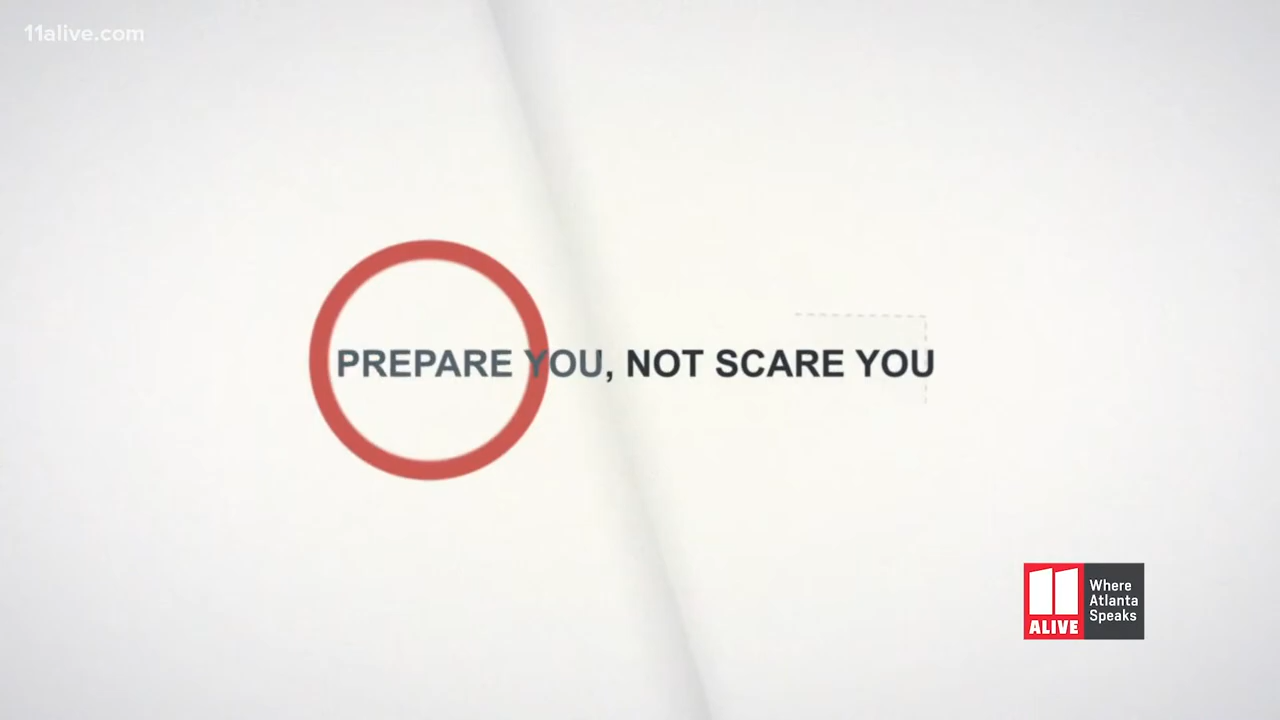 11alive.com
PREPARE YOU, NOT SCARE YOU
11
ALIVE
Where
Atlanta
Speaks